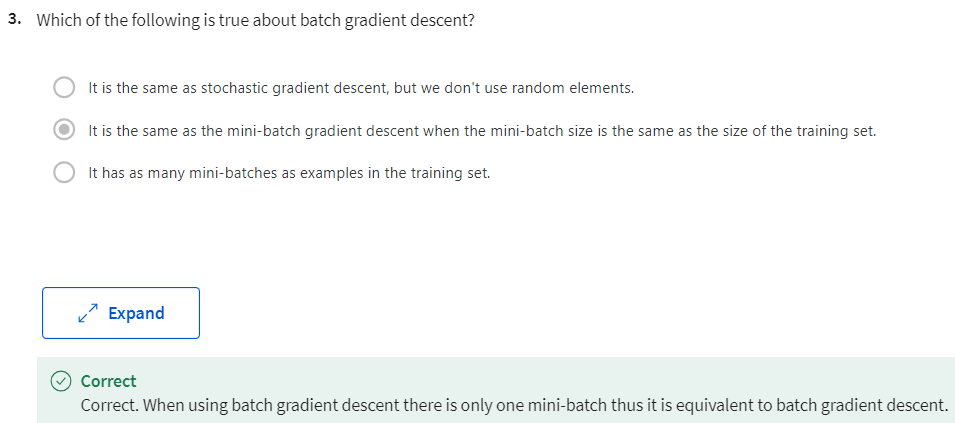 3. Which of the following is true about batch gradient descent?
It is the same as stochastic gradient descent, but we don't use random elements.
It is the same as the mini-batch gradient descent when the mini-batch size is the same as the size of the training set.
It has as many mini-batches as examples in the training set.
Expand
Correct
Correct. When using batch gradient descent there is only one mini-batch thus it is equivalent to batch gradient descent.